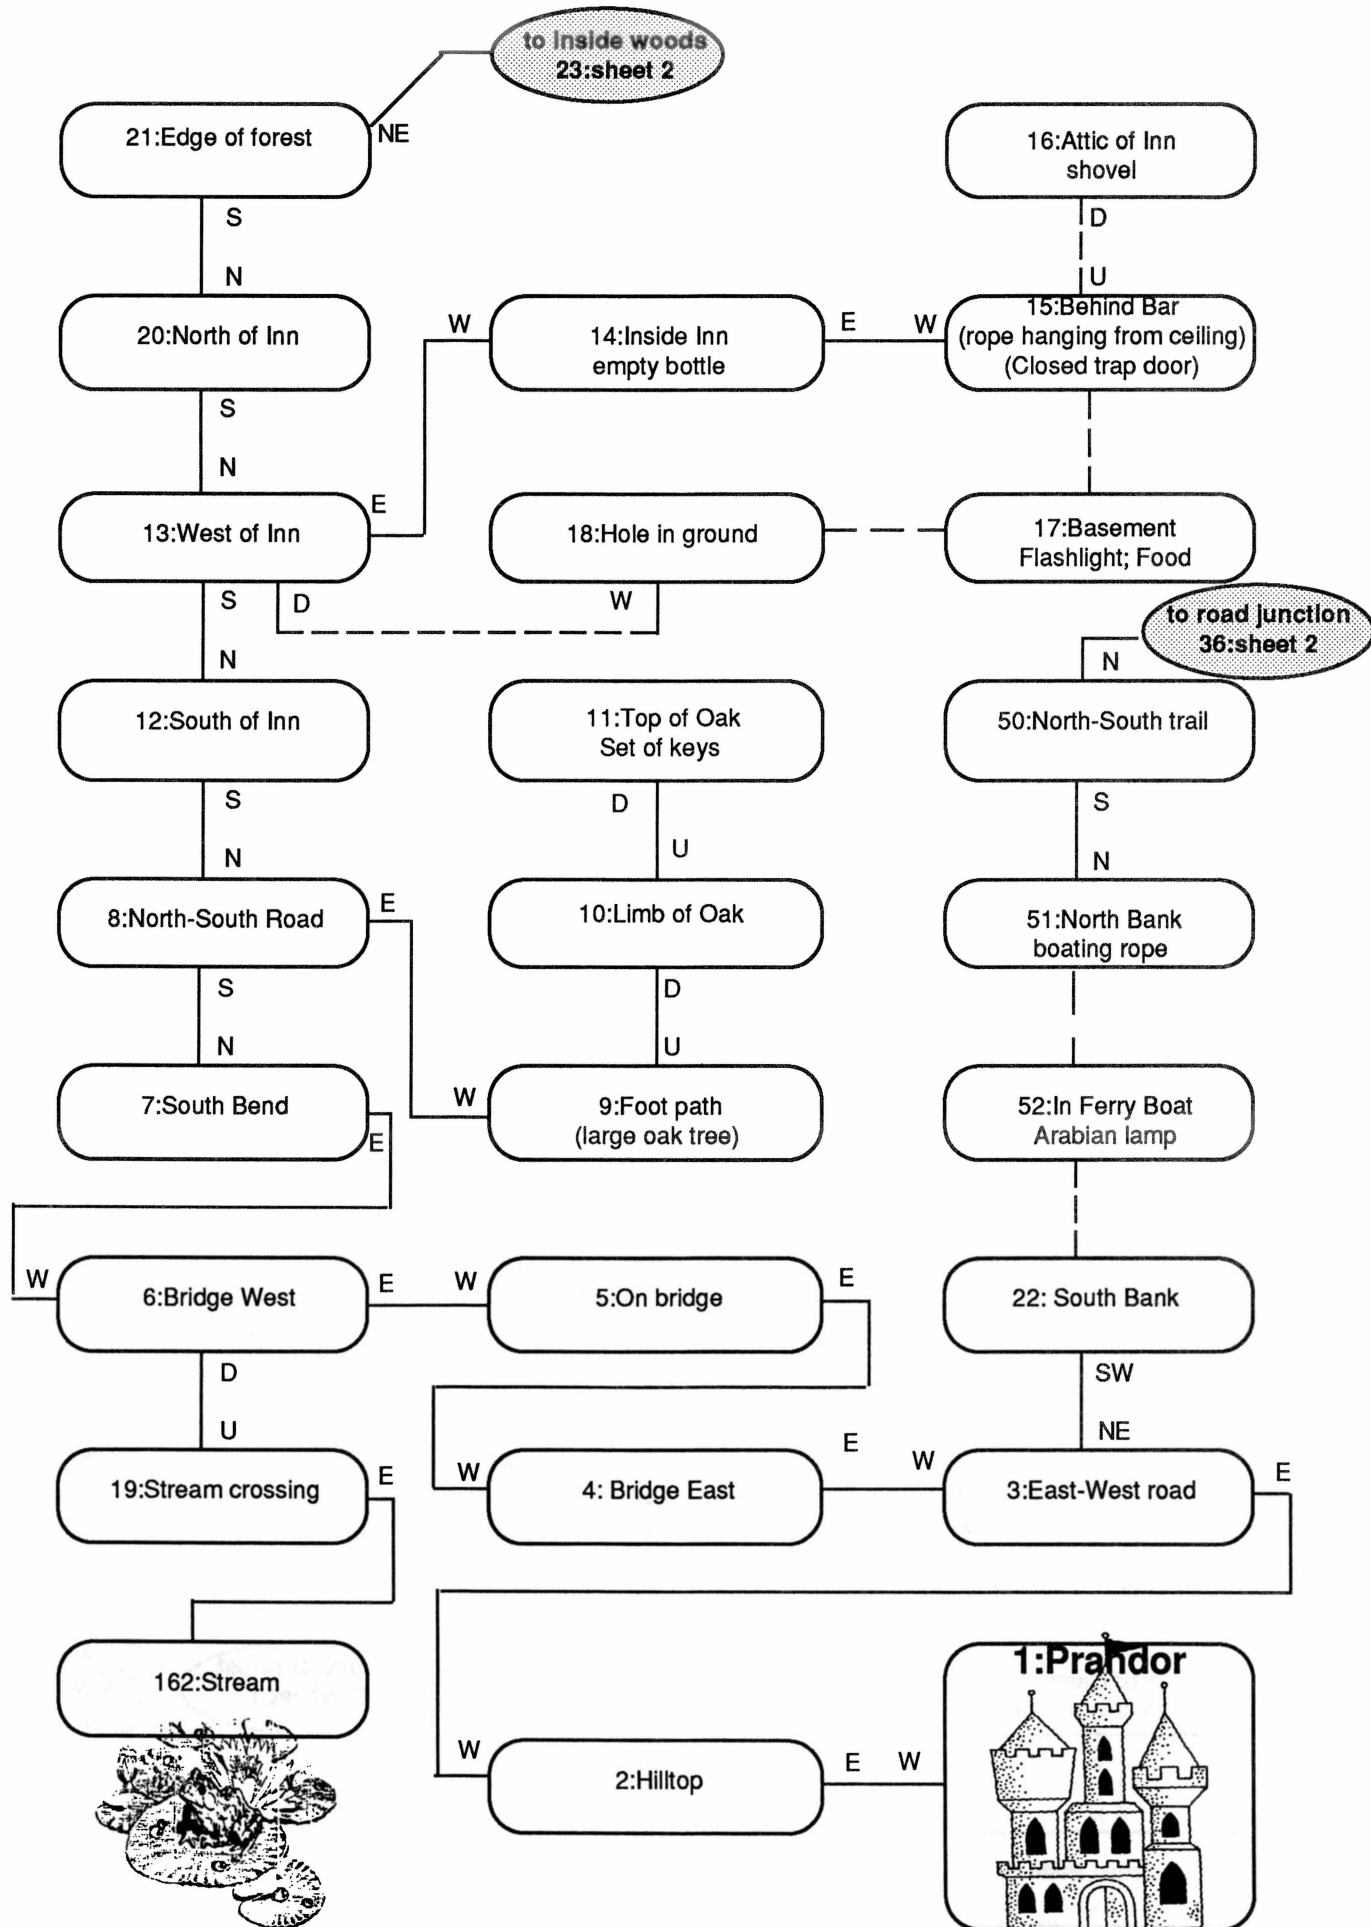 to inside woods
23:sheet 2
21:Edge of forest
NE
16:Attic of Inn
shovel
S
D
N
U
20:North of Inn
W
14:Inside Inn
empty bottle
E
W
15:Behind Bar
(rope hanging from ceiling)
(Closed trap door)
S
N
13:West of Inn
E
18:Hole in ground
17:Basement
Flashlight; Food
S
D
W
to road junction
36:sheet 2
N
N
12:South of Inn
11:Top of Oak
Set of keys
50:North-South trail
S
D
S
N
U
N
8:North-South Road
E
10:Limb of Oak
51:North Bank
boating rope
S
D
N
U
7:South Bend
E
W
9:Foot path
(large oak tree)
52:In Ferry Boat
Arabian lamp
W
6:Bridge West
E
W
5:On bridge
E
22: South Bank
D
SW
U
NE
19:Stream crossing
E
W
4: Bridge East
E
W
3:East-West road
E
162:Stream
1:Prandor
W
2:Hilltop
E
W